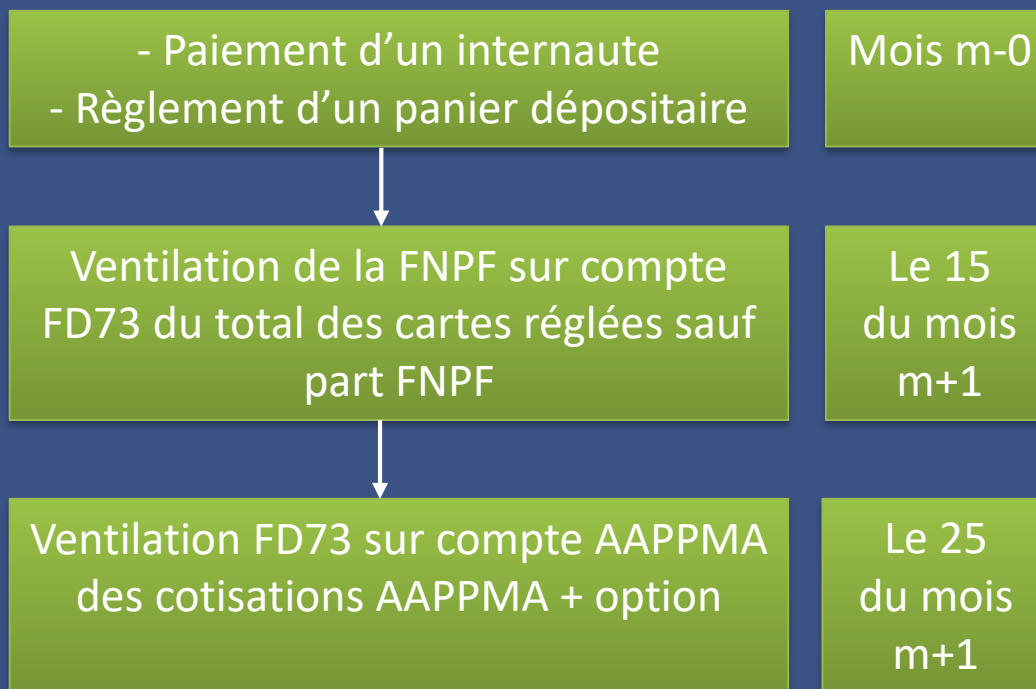 - Paiement d’un internaute
- Règlement d’un panier dépositaire
Mois m-0
Ventilation de la FNPF sur compte
FD73 du total des cartes réglées sauf
part FNPF
Le 15
du mois
m+1
Ventilation FD73 sur compte AAPPMA
des cotisations AAPPMA + option
Le 25
du mois
m+1